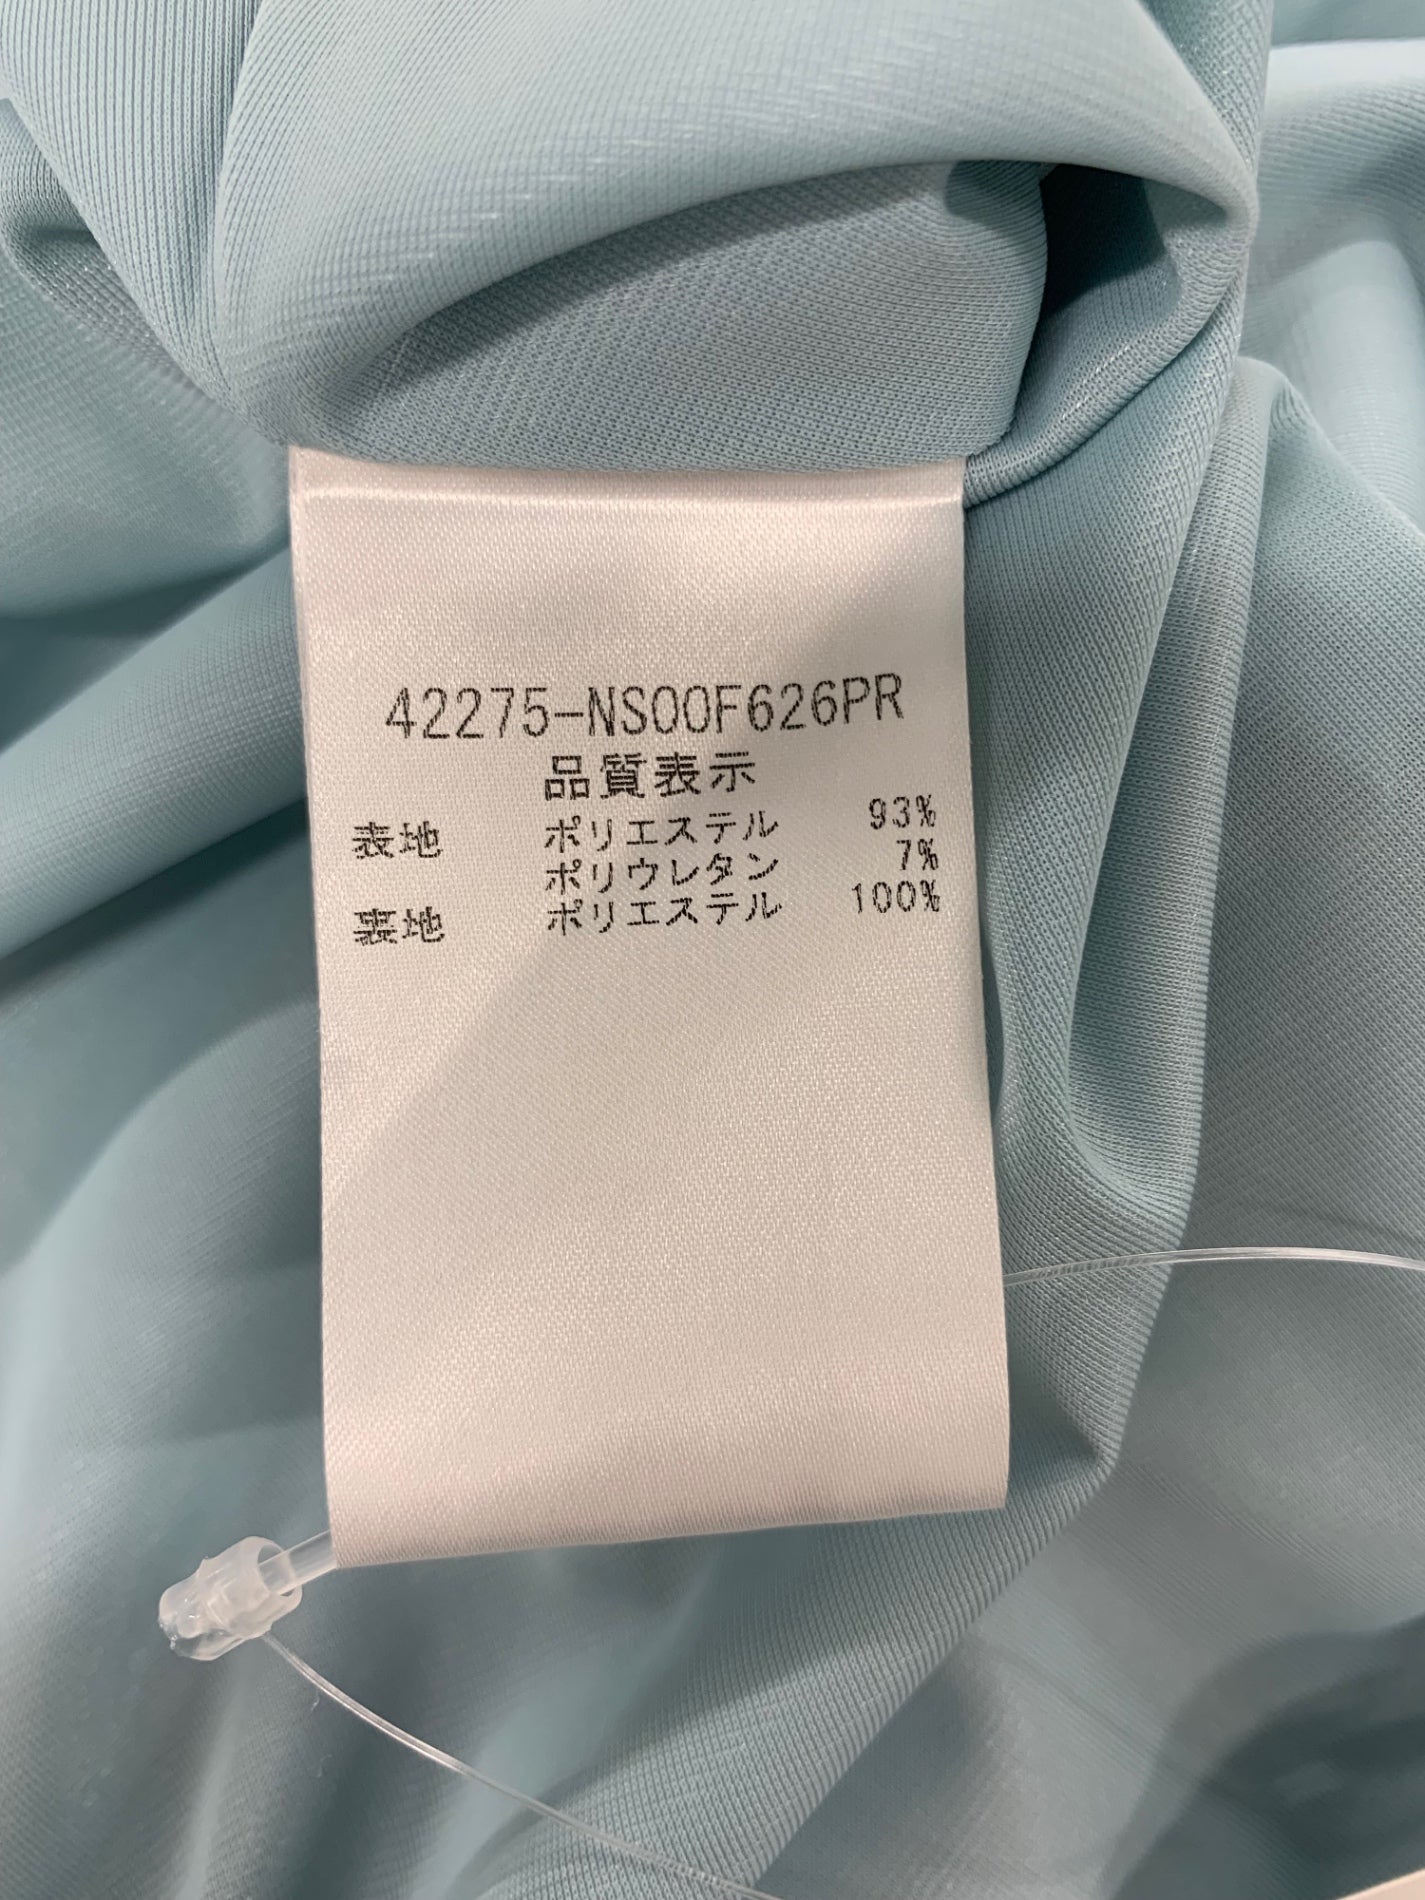 42275-NS00F626PR
品質表示
表地 ポリエステル 93%
ポリウレタン 7%
裏地 ポリエステル 100%